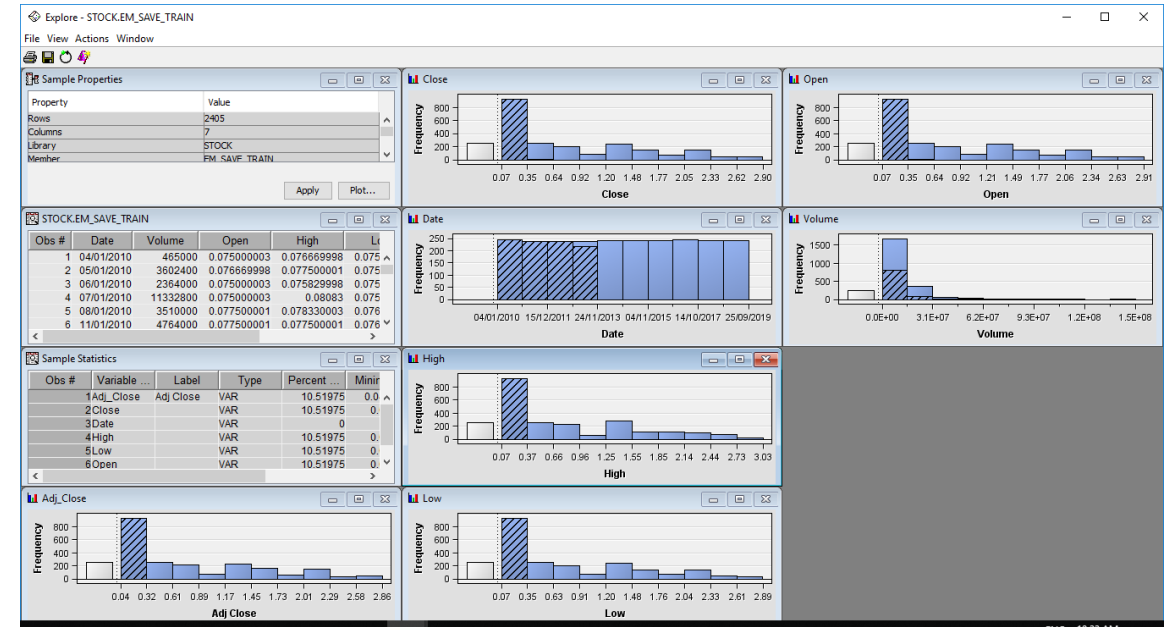 Explore - STOCK.EM_SAVE_TRAIN
File View Actions Window
Sample Properties
Property Value
Rows 2405
Columns 7
Library STOCK
Member EM_SAVE_TRAIN
Apply Plot...
Close
Frequency
800
600
400
200
0
0.07 0.35 0.64 0.92 1.20 1.48 1.77 2.05 2.33 2.62 2.90
Close
Open
Frequency
800
600
400
200
0
0.07 0.35 0.64 0.92 1.21 1.49 1.77 2.06 2.34 2.63 2.91
Open
STOCK.EM_SAVE_TRAIN
Obs # Date Volume Open High
1 04/01/2010 465000 0.075000003 0.076669998 0.075
2 05/01/2010 3602400 0.076669998 0.077500001 0.075
3 06/01/2010 2364000 0.075000003 0.075829998 0.075
4 07/01/2010 11332800 0.075000003 0.08083 0.075
5 08/01/2010 3510000 0.077500001 0.078330003 0.076
6 11/01/2010 4764000 0.077500001 0.077500001 0.076
Date
Frequency
250
200
150
100
50
0
04/01/2010 15/12/2011 24/11/2013 04/11/2015 14/10/2017 25/09/2019
Date
Volume
Frequency
1500
1000
500
0
0.0E+00 3.1E+07 6.2E+07 9.3E+07 1.2E+08 1.5E+08
Volume
Sample Statistics
Obs # Variable ... Label Type Percent ...
1 Adj_Close Adj Close VAR 10.51975 0.0
2 Close VAR 10.51975 0.
3 Date VAR 0
4 High VAR 10.51975 0.
5 Low VAR 10.51975 0.
6 Open VAR 10.51975 0.
High
Frequency
800
600
400
200
0
0.07 0.37 0.66 0.96 1.25 1.55 1.85 2.14 2.44 2.73 3.03
High
Adj_Close
Frequency
800
600
400
200
0
0.04 0.32 0.61 0.89 1.17 1.45 1.73 2.01 2.29 2.58 2.86
Adj Close
Low
Frequency
800
600
400
200
0
0.07 0.35 0.63 0.91 1.20 1.48 1.76 2.04 2.33 2.61 2.89
Low